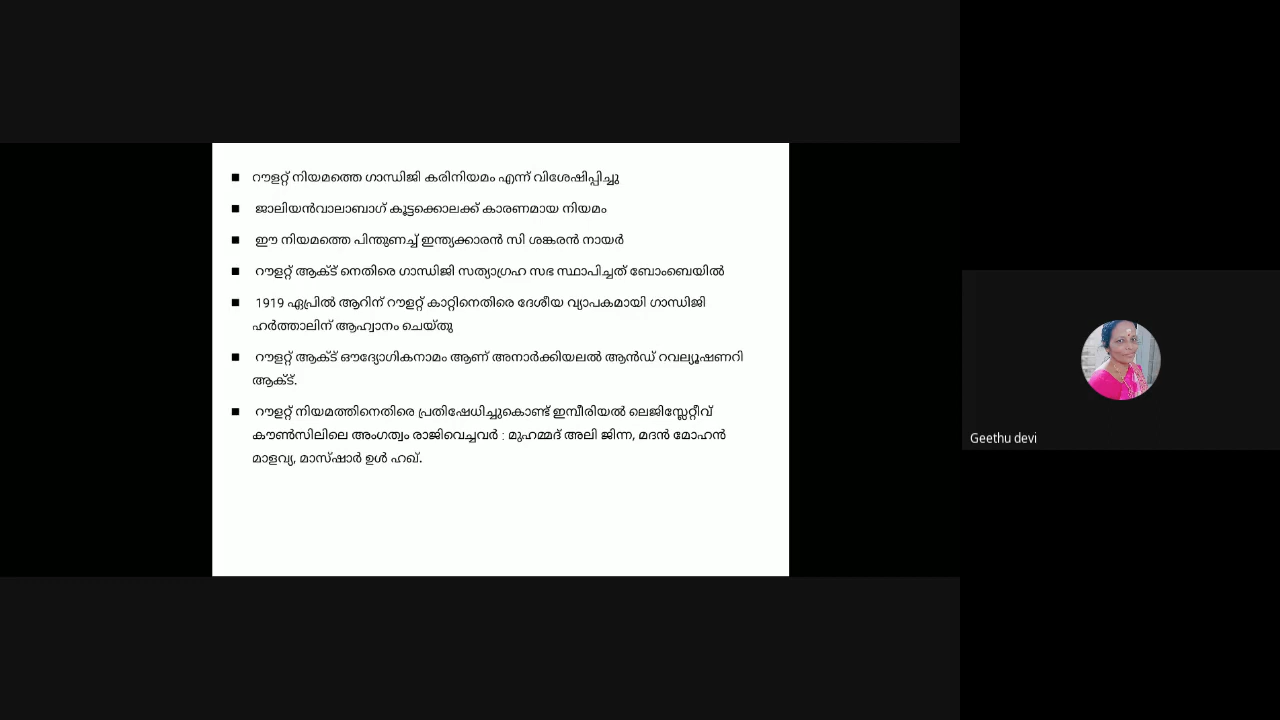 ■ റൗളറ്റ് നിയമത്തെ ഗാന്ധിജി കരിനിയമം എന്ന് വിശേഷിപ്പിച്ചു
■ ജാലിയൻവാലാബാഗ് കൂട്ടക്കൊലക്ക് കാരണമായ നിയമം
■ ഈ നിയമത്തെ പിന്തുണച്ച് ഇന്ത്യക്കാരൻ സി ശങ്കരൻ നായർ
■ റൗളറ്റ് ആക്ട് നെതിരെ ഗാന്ധിജി സത്യാഗ്രഹ സഭ സ്ഥാപിച്ചത് ബോംബെയിൽ
■ 1919 ഏപ്രിൽ ആറിന് റൗളറ്റ് കാറ്റിനെതിരെ ദേശീയ വ്യാപകമായി ഗാന്ധിജി
ഹർത്താലിന് ആഹ്വാനം ചെയ്തു
■ റൗളറ്റ് ആക്ട് ഔദ്യോഗികനാമം ആണ് അനാർക്കിയലൽ ആൻഡ് റവല്യൂഷണറി
ആക്ട്.
■ റൗളറ്റ് നിയമത്തിനെതിരെ പ്രതിഷേധിച്ചുകൊണ്ട് ഇമ്പീരിയൽ ലെജിസ്ലേറ്റീവ്
കൗൺസിലിലെ അംഗത്വം രാജിവെച്ചവർ : മുഹമ്മദ് അലി ജിന്ന, മദൻ മോഹൻ
മാളവ്യ, മാസ്ഷാർ ഉൾ ഹഖ്.
Geethu devi